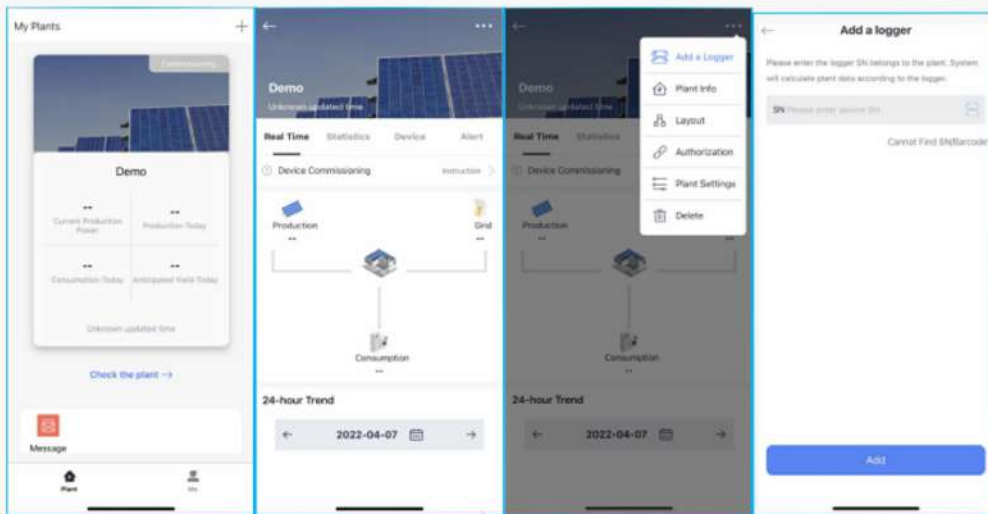 My Plants
Commissioning
Demo
--
Current Production Power
--
Production Today
--
Consumption Today
--
Anticipated Yield Today
Unknown updated time
Check the plant
Message
Plant
Me
Demo
Unknown updated time
Real Time Statistics Device Alert
Device Commissioning Instruction
Production
--
Grid
--
Consumption
--
24-hour Trend
2022-04-07
Add a Logger
Plant Info
Layout
Authorization
Plant Settings
Delete
Demo
Unknown updated time
Real Time Statistics
Device Commissioning
Production
--
--
Consumption
--
24-hour Trend
2022-04-07
Add a logger
Please enter the logger SN belongs to the plant. System
will calculate plant data according to the logger.
SN Please enter device SN
Cannot Find SN/Barcode
Add